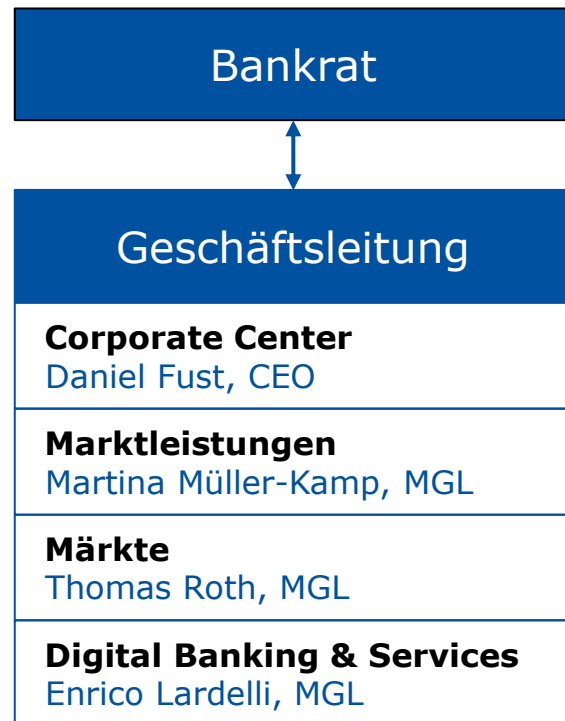 Bankrat
Geschäftsleitung
Corporate Center
Daniel Fust, CEO
Marktleistungen
Martina Müller-Kamp, MGL
Märkte
Thomas Roth, MGL
Digital Banking & Services
Enrico Lardelli, MGL